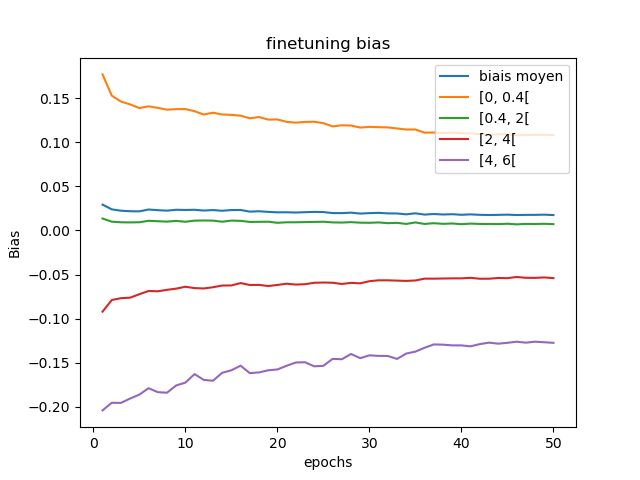 finetuning bias
biais moyen
[0, 0.4[
[0.4, 2[
[2, 4[
[4, 6[
Bias
0.15
0.10
0.05
0.00
−0.05
−0.10
−0.15
−0.20
0 10 20 30 40 50
epochs